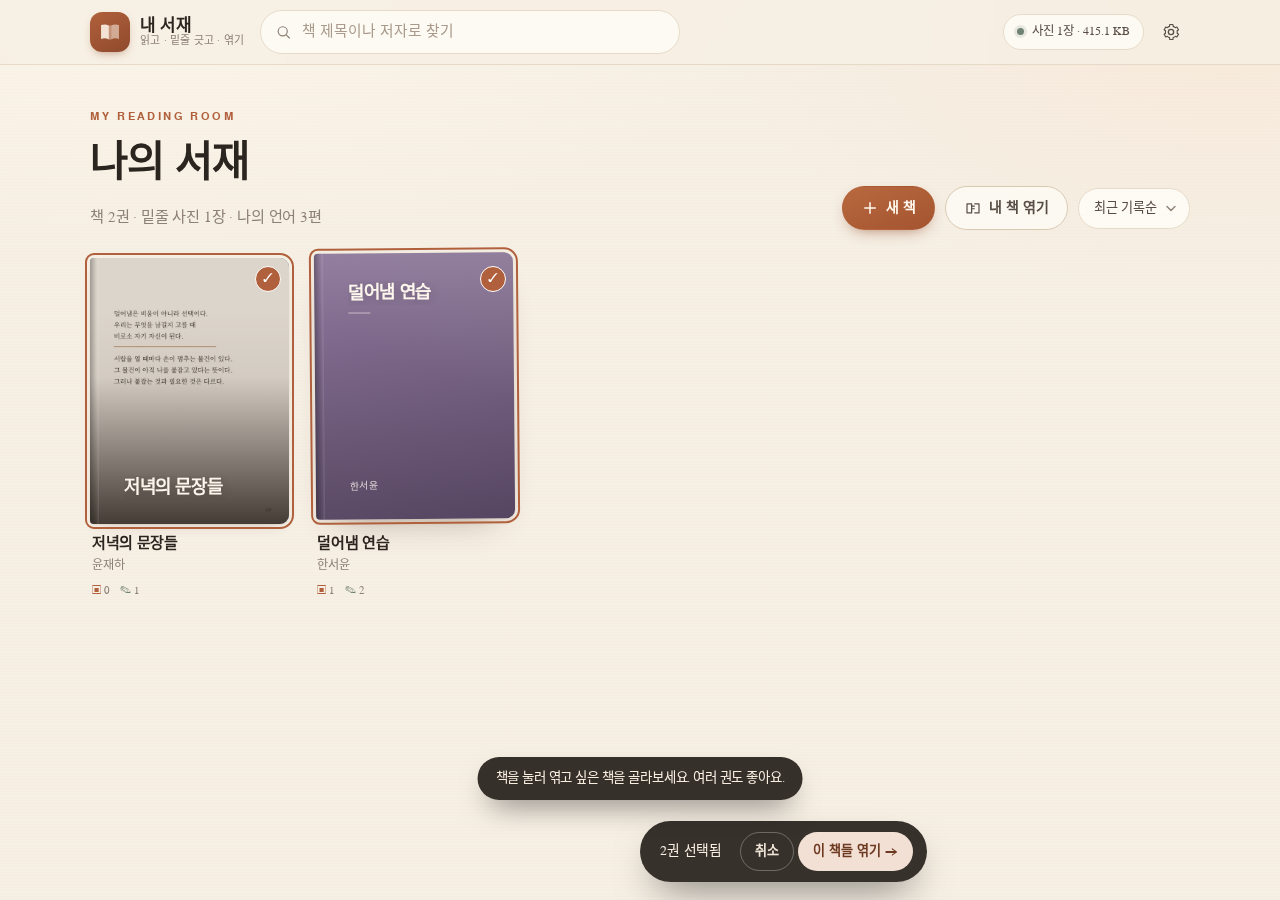 내 서재
읽고 · 밑줄 긋고 · 엮기
책 제목이나 저자로 찾기
사진 1장 · 415.1 KB
MY READING ROOM
나의 서재
책 2권 · 밑줄 사진 1장 · 나의 언어 3편
새 책
내 책 엮기
최근 기록순
덜어냄은 비움이 아니라 선택이다.
우리는 무엇을 남길지 고를 때
비로소 자기 자신이 된다.
사람들 열 때마다 손이 멈추는 물건이 있다.
그 물건이 아직 나를 붙잡고 있다는 뜻이다.
그러나 붙잡는 것과 필요한 것은 다르다.
저녁의 문장들
✓
덜어냄 연습
한서윤
✓
저녁의 문장들
윤재하
0 1
덜어냄 연습
한서윤
1 2
책을 눌러 엮고 싶은 책을 골라보세요. 여러 권도 좋아요.
2권 선택됨
취소
이 책들 엮기 →